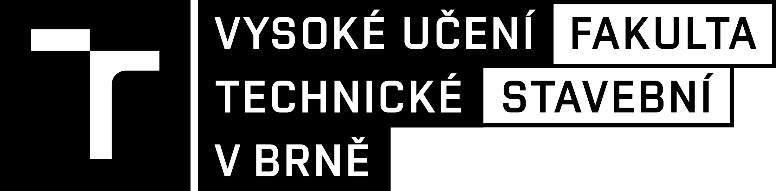 VYSOKÉ UČENÍ FAKULTA
TECHNICKÉ STAVEBNÍ
V BRNĚ